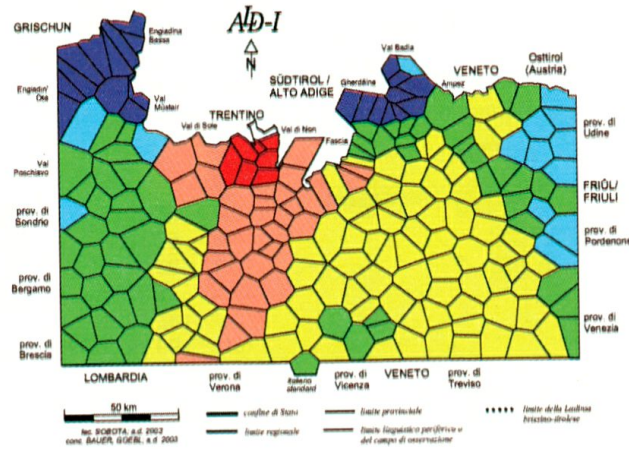 GRISCHUN
Engiadina
Bassa
ALD-I
N
Val Badia
VENETO
Osttirol
(Austria)
SÜDTIROL /
ALTO ADIGE
Gherdëina
Ampez
Engiadin'
Ota
Val
Müstair
TRENTINO
Val di Sole
Val di Non
Fascia
prov. di
Udine
Val
Poschiavo
FRIÛL/
FRIULI
prov. di
Sondrio
prov. di
Pordenone
prov. di
Bergamo
prov. di
Venezia
prov. di
Brescia
LOMBARDIA
prov. di
Verona
italiano
standard
prov. di
Vicenza
VENETO
prov. di
Treviso
50 km
tec. SOBOTA, a.d. 2003
conc. BAUER, GOEBL, a.d. 2003
confine di Stato
limite regionale
limite provinciale
limite linguistico periferico o
del campo di osservazione
limite della Ladinia
brissino-tirolese